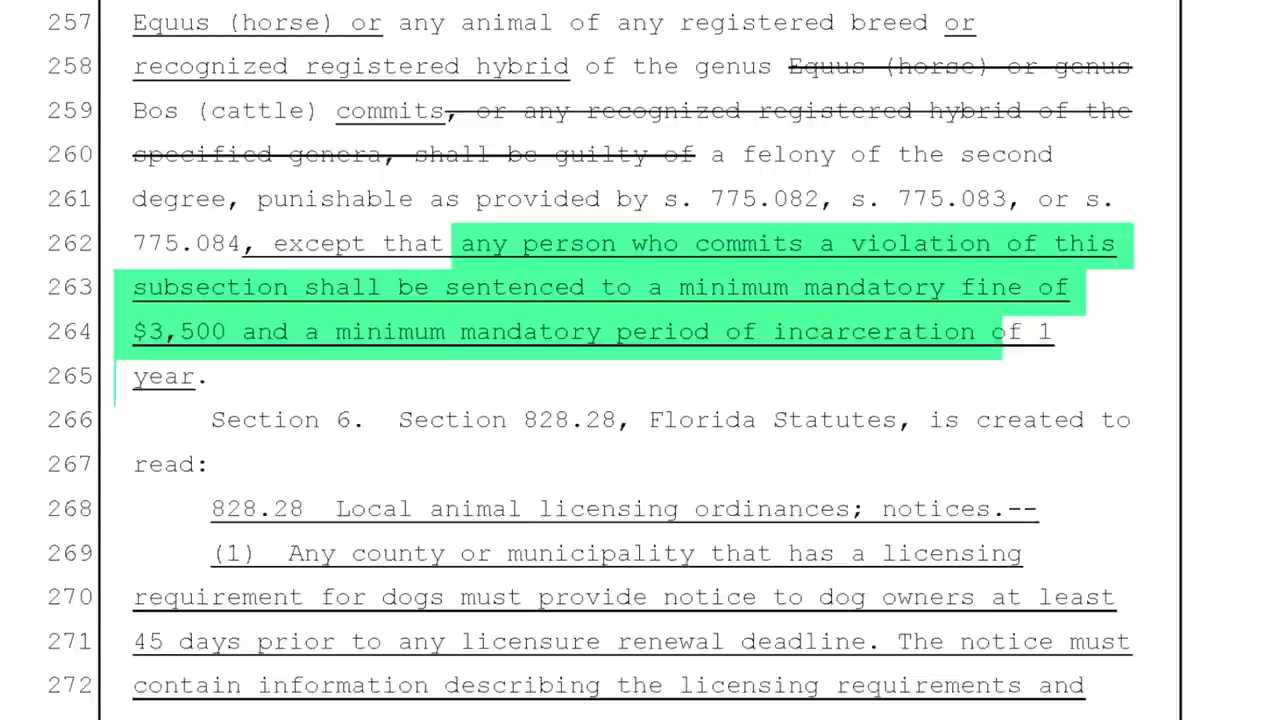 257 Equus (horse) or any animal of any registered breed or
258 recognized registered hybrid of the genus Equus (horse) or genus
259 Bos (cattle) commits, or any recognized registered hybrid of the
260 specified genera, shall be guilty of a felony of the second
261 degree, punishable as provided by s. 775.082, s. 775.083, or s.
262 775.084, except that any person who commits a violation of this
263 subsection shall be sentenced to a minimum mandatory fine of
264 $3,500 and a minimum mandatory period of incarceration of 1
265 year.
266 Section 6. Section 828.28, Florida Statutes, is created to
267 read:
268 828.28 Local animal licensing ordinances; notices.--
269 (1) Any county or municipality that has a licensing
270 requirement for dogs must provide notice to dog owners at least
271 45 days prior to any licensure renewal deadline. The notice must
272 contain information describing the licensing requirements and